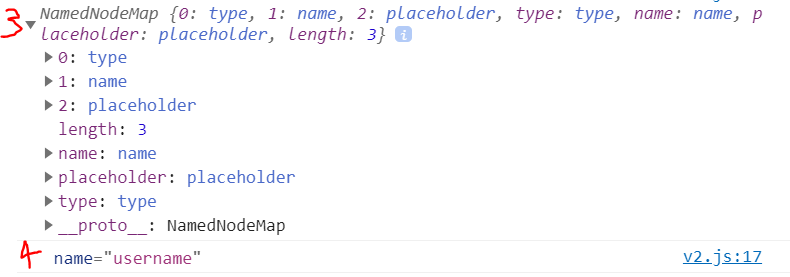 3
NamedNodeMap {0: type, 1: name, 2: placeholder, type: type, name: name, p
laceholder: placeholder, length: 3} i
0: type
1: name
2: placeholder
length: 3
name: name
placeholder: placeholder
type: type
__proto__: NamedNodeMap
4 name="username" v2.js:17